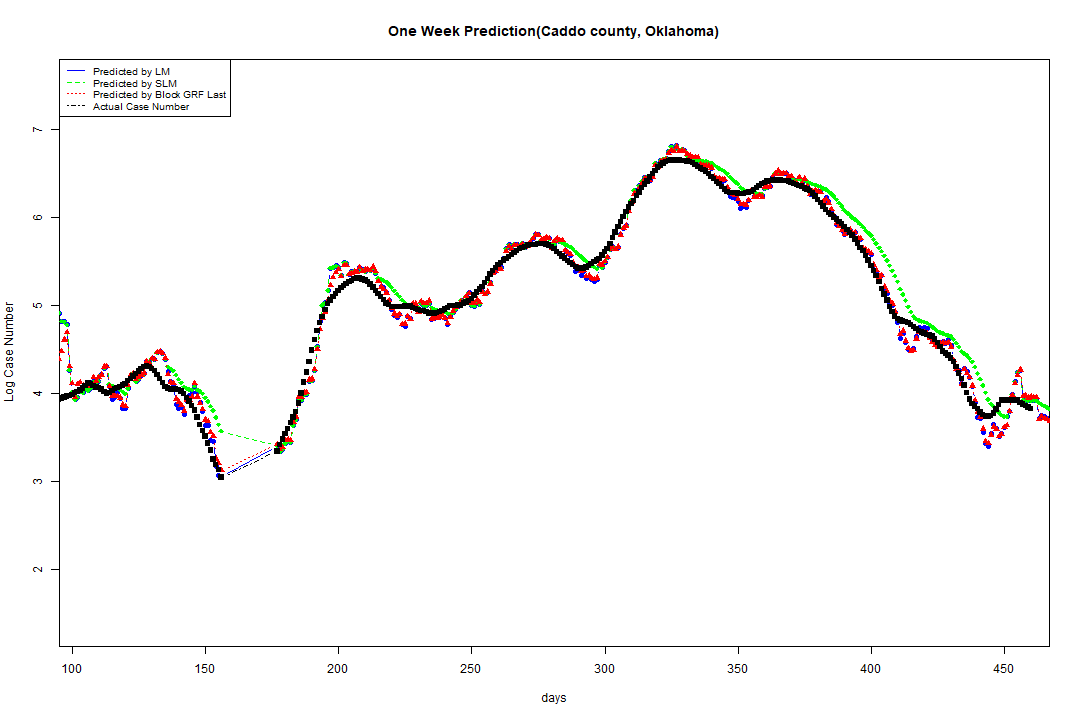 One Week Prediction(Caddo county, Oklahoma)
Predicted by LM
Predicted by SLM
Predicted by Block GRF Last
Actual Case Number
7
6
5
4
3
2
Log Case Number
100 150 200 250 300 350 400 450
days